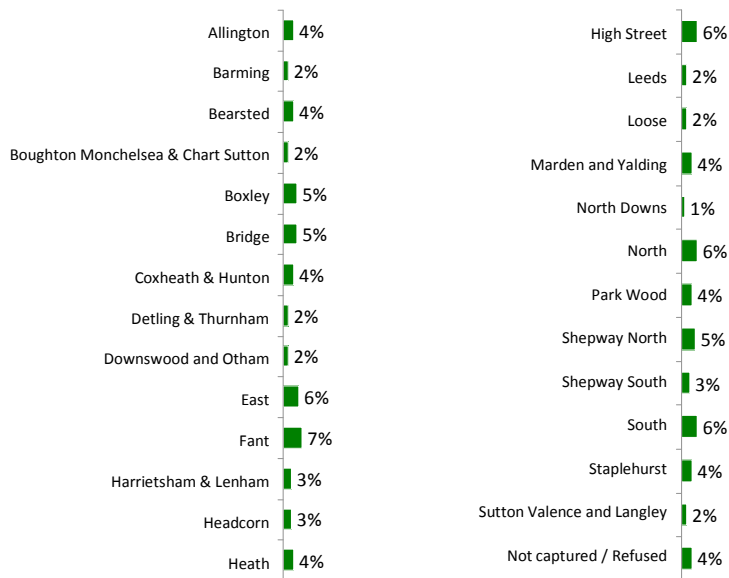 Allington 4%
Barming 2%
Bearsted 4%
Boughton Monchelsea & Chart Sutton 2%
Boxley 5%
Bridge 5%
Coxheath & Hunton 4%
Detling & Thurnham 2%
Downswood and Otham 2%
East 6%
Fant 7%
Harrietsham & Lenham 3%
Headcorn 3%
Heath 4%
High Street 6%
Leeds 2%
Loose 2%
Marden and Yalding 4%
North Downs 1%
North 6%
Park Wood 4%
Shepway North 5%
Shepway South 3%
South 6%
Staplehurst 4%
Sutton Valence and Langley 2%
Not captured / Refused 4%